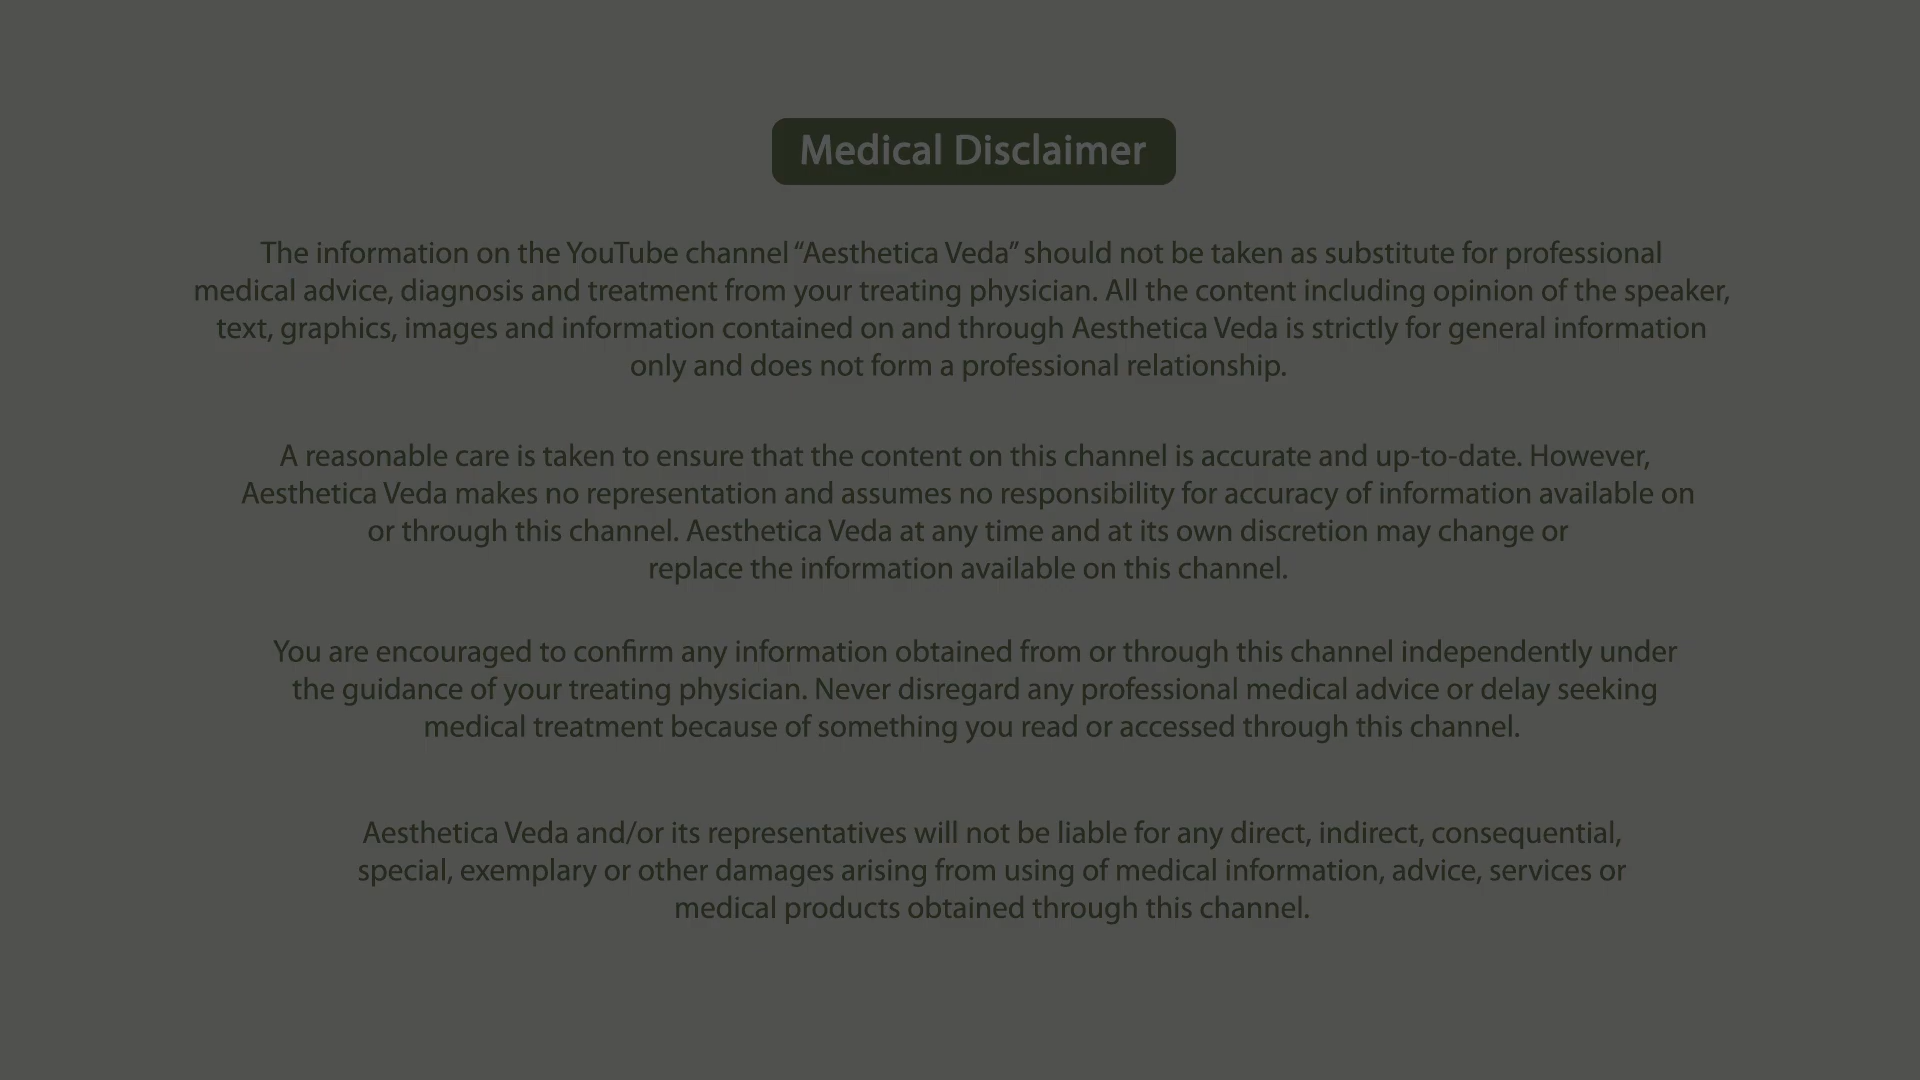 Medical Disclaimer
The information on the YouTube channel “Aesthetica Veda” should not be taken as substitute for professional
medical advice, diagnosis and treatment from your treating physician. All the content including opinion of the speaker,
text, graphics, images and information contained on and through Aesthetica Veda is strictly for general information
only and does not form a professional relationship.
A reasonable care is taken to ensure that the content on this channel is accurate and up-to-date. However,
Aesthetica Veda makes no representation and assumes no responsibility for accuracy of information available on
or through this channel. Aesthetica Veda at any time and at its own discretion may change or
replace the information available on this channel.
You are encouraged to confirm any information obtained from or through this channel independently under
the guidance of your treating physician. Never disregard any professional medical advice or delay seeking
medical treatment because of something you read or accessed through this channel.
Aesthetica Veda and/or its representatives will not be liable for any direct, indirect, consequential,
special, exemplary or other damages arising from using of medical information, advice, services or
medical products obtained through this channel.